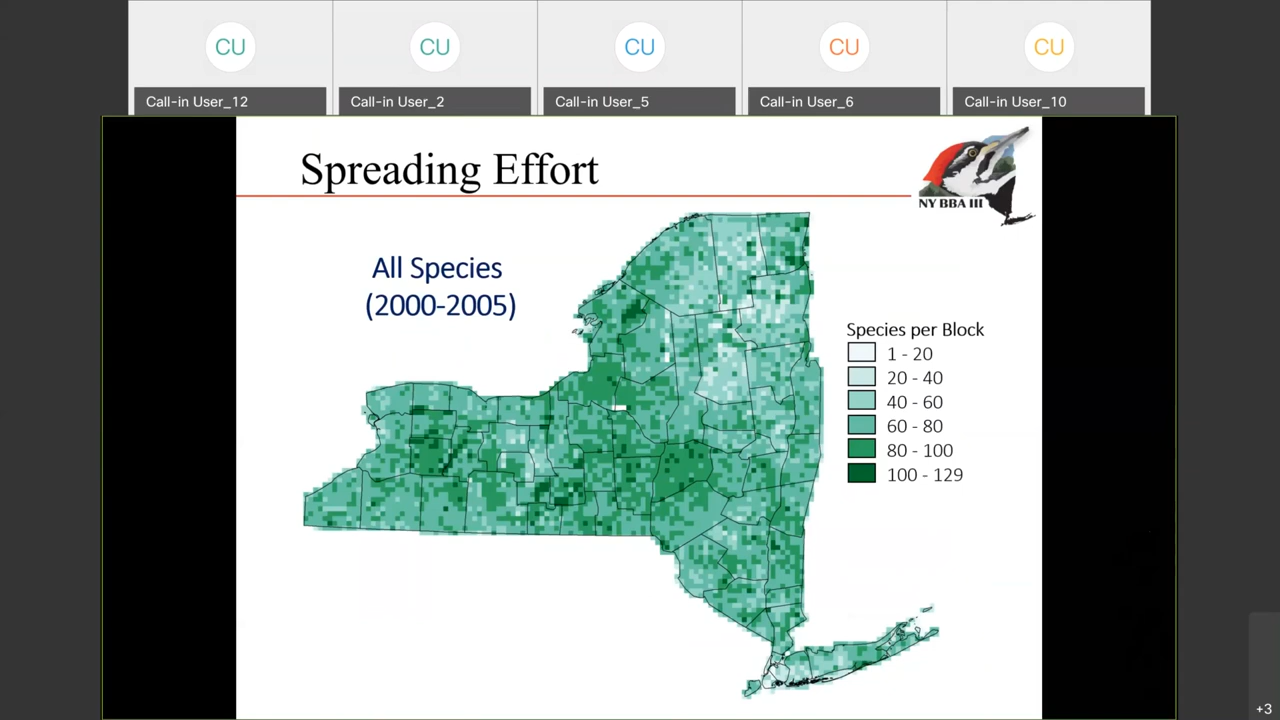 CU
CU
CU
CU
CU
Call-in User_12
Call-in User_2
Call-in User_5
Call-in User_6
Call-in User_10
Spreading Effort
NY BBA III
All Species
(2000-2005)
Species per Block
1 - 20
20 - 40
40 - 60
60 - 80
80 - 100
100 - 129
+3